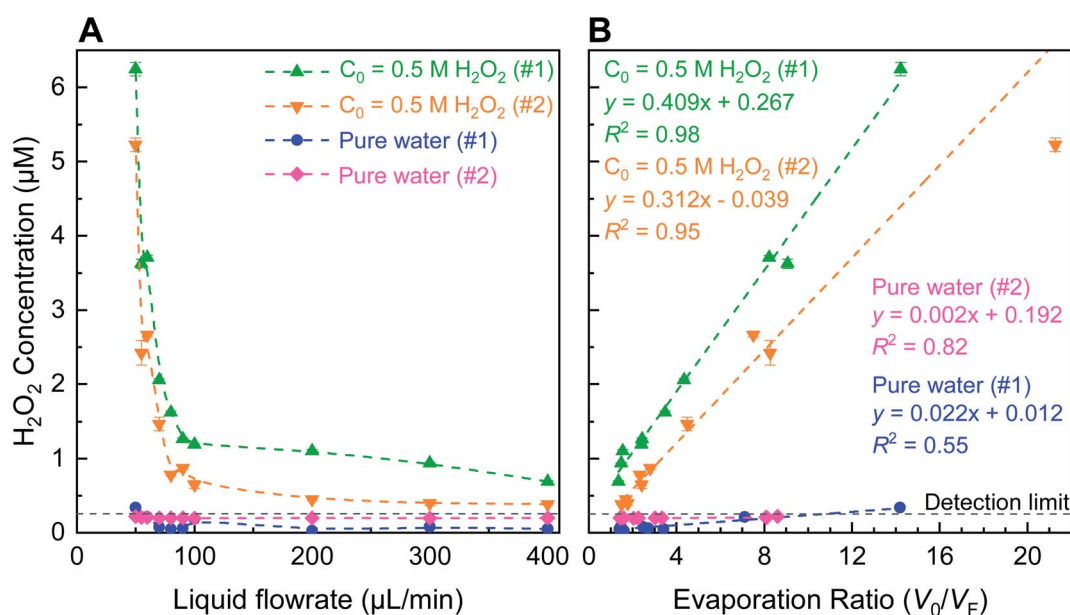 A
B
H₂O₂ Concentration (µM)
6
5
4
3
2
1
0
C₀ = 0.5 M H₂O₂ (#1)
C₀ = 0.5 M H₂O₂ (#2)
Pure water (#1)
Pure water (#2)
0
100
200
300
400
Liquid flowrate (µL/min)
C₀ = 0.5 M H₂O₂ (#1)
y = 0.409x + 0.267
R² = 0.98
C₀ = 0.5 M H₂O₂ (#2)
y = 0.312x - 0.039
R² = 0.95
Pure water (#2)
y = 0.002x + 0.192
R² = 0.82
Pure water (#1)
y = 0.022x + 0.012
R² = 0.55
Detection limit
0
4
8
12
16
20
Evaporation Ratio (V₀/V_F)